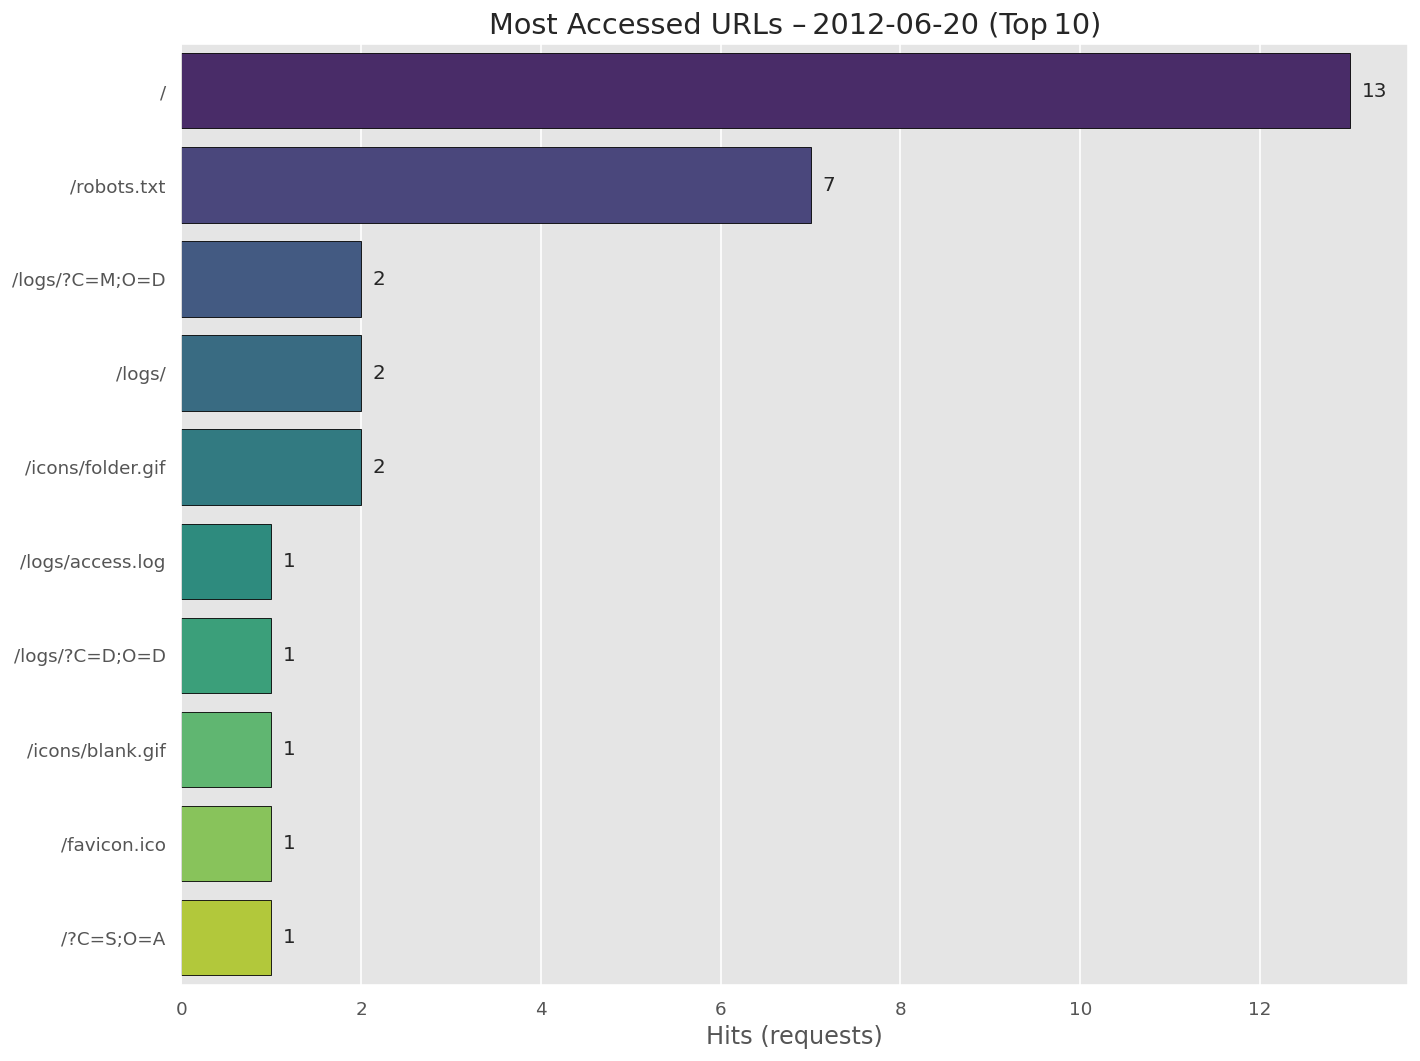 Most Accessed URLs – 2012-06-20 (Top 10)
/ 13
/robots.txt 7
/logs/?C=M;O=D 2
/logs/ 2
/icons/folder.gif 2
/logs/access.log 1
/logs/?C=D;O=D 1
/icons/blank.gif 1
/favicon.ico 1
/?C=S;O=A 1
0 2 4 6 8 10 12
Hits (requests)